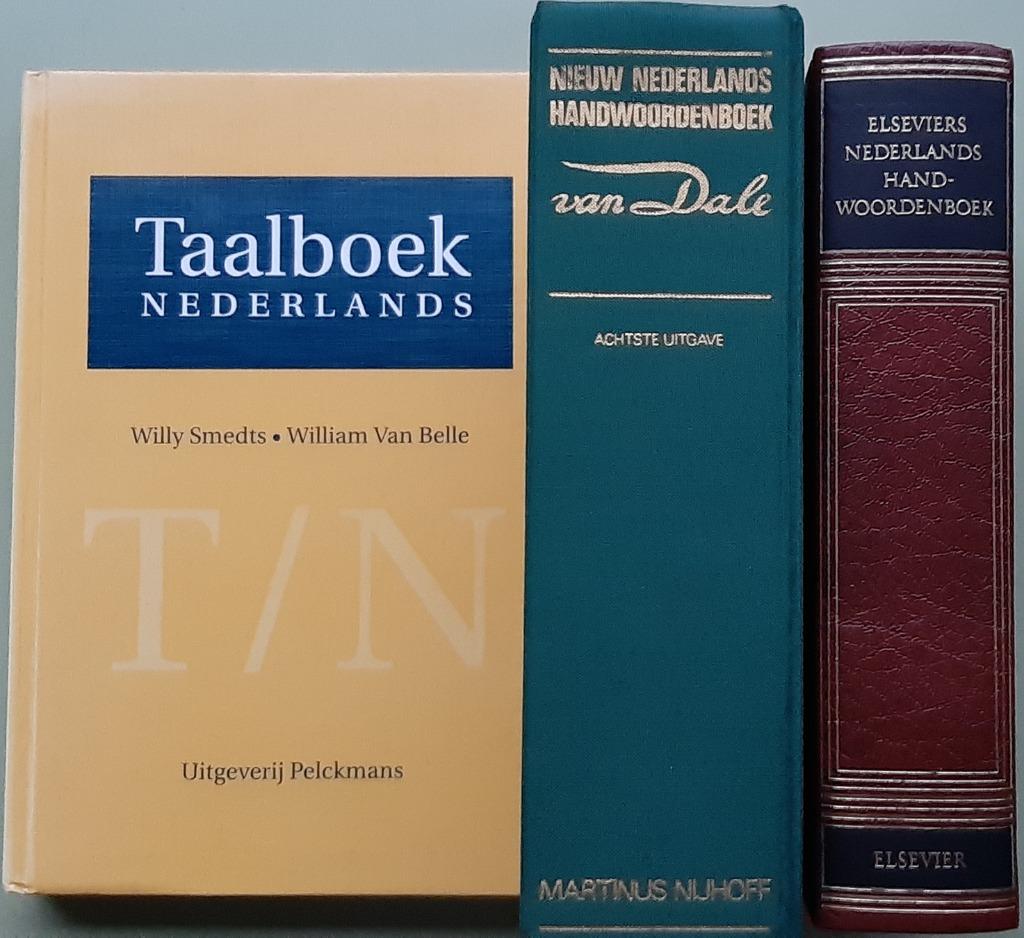 Taalboek
NEDERLANDS
Willy Smedts • William Van Belle
T/N
Uitgeverij Pelckmans
NIEUW NEDERLANDS
HANDWOORDENBOEK
van Dale
ACHTSTE UITGAVE
MARTINUS NIJHOFF
ELSEVIERS
NEDERLANDS
HAND-
WOORDENBOEK
ELSEVIER